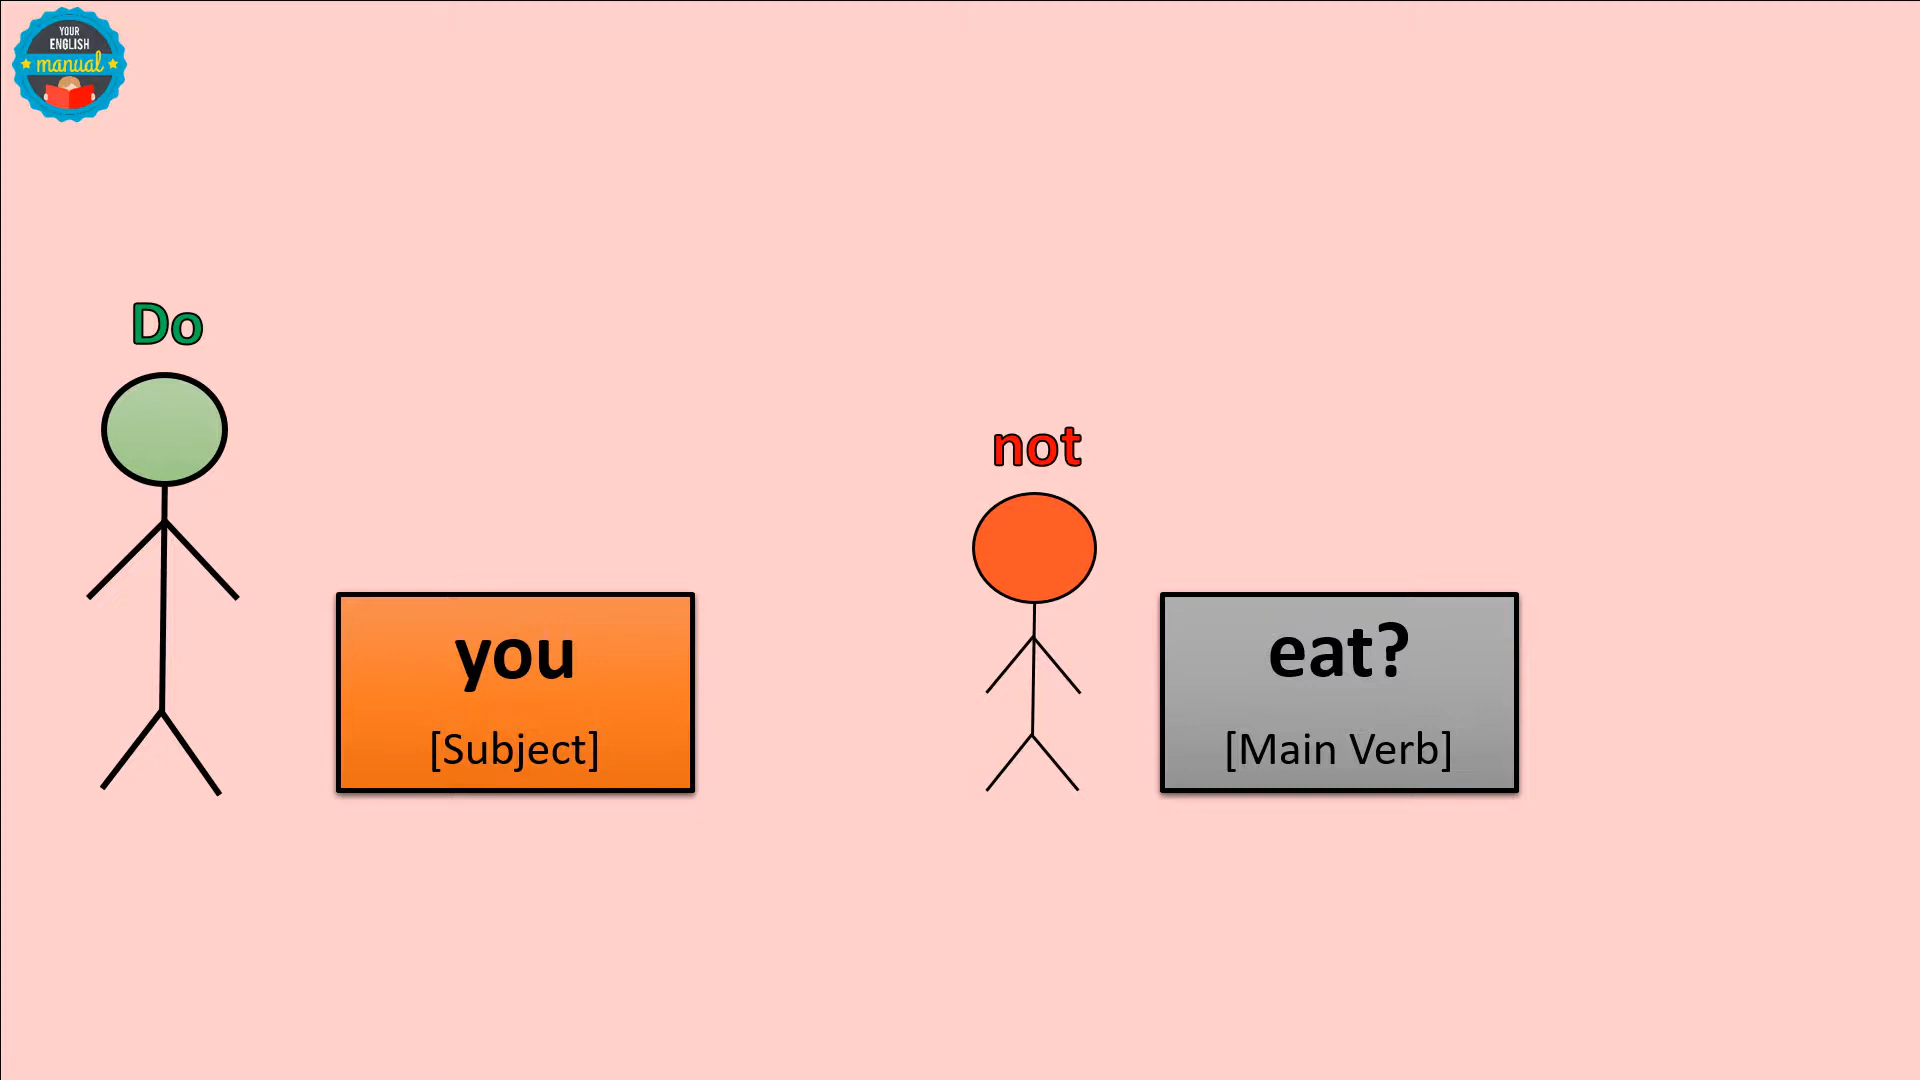 YOUR
ENGLISH
manual
Do
not
you
[Subject]
eat?
[Main Verb]